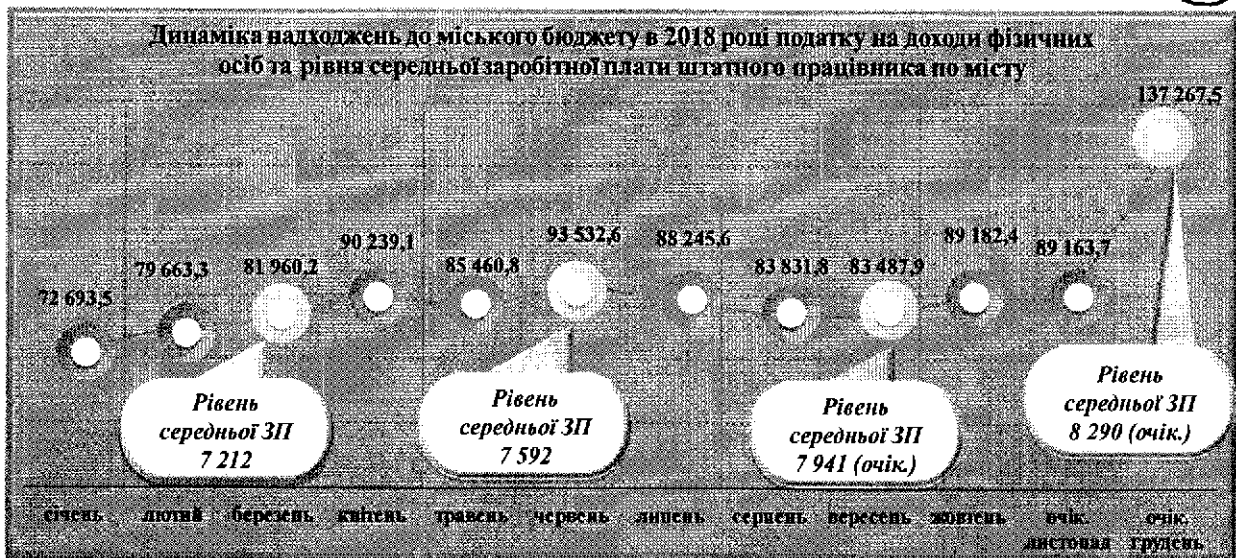 Динаміка надходжень до міського бюджету в 2018 році податку на доходи фізичних
осіб та рівня середньої заробітної плати штатного працівника по місту
137 267,5
72 693,5
79 663,3
81 960,2
90 239,1
85 460,8
93 532,6
88 245,6
83 831,8
83 487,9
89 182,4
89 163,7
Рівень
середньої ЗП
7 212
Рівень
середньої ЗП
7 592
Рівень
середньої ЗП
7 941 (очік.)
Рівень
середньої ЗП
8 290 (очік.)
січень лютий березень квітень травень червень липень серпень вересень жовтень очік. очік.
листопад грудень